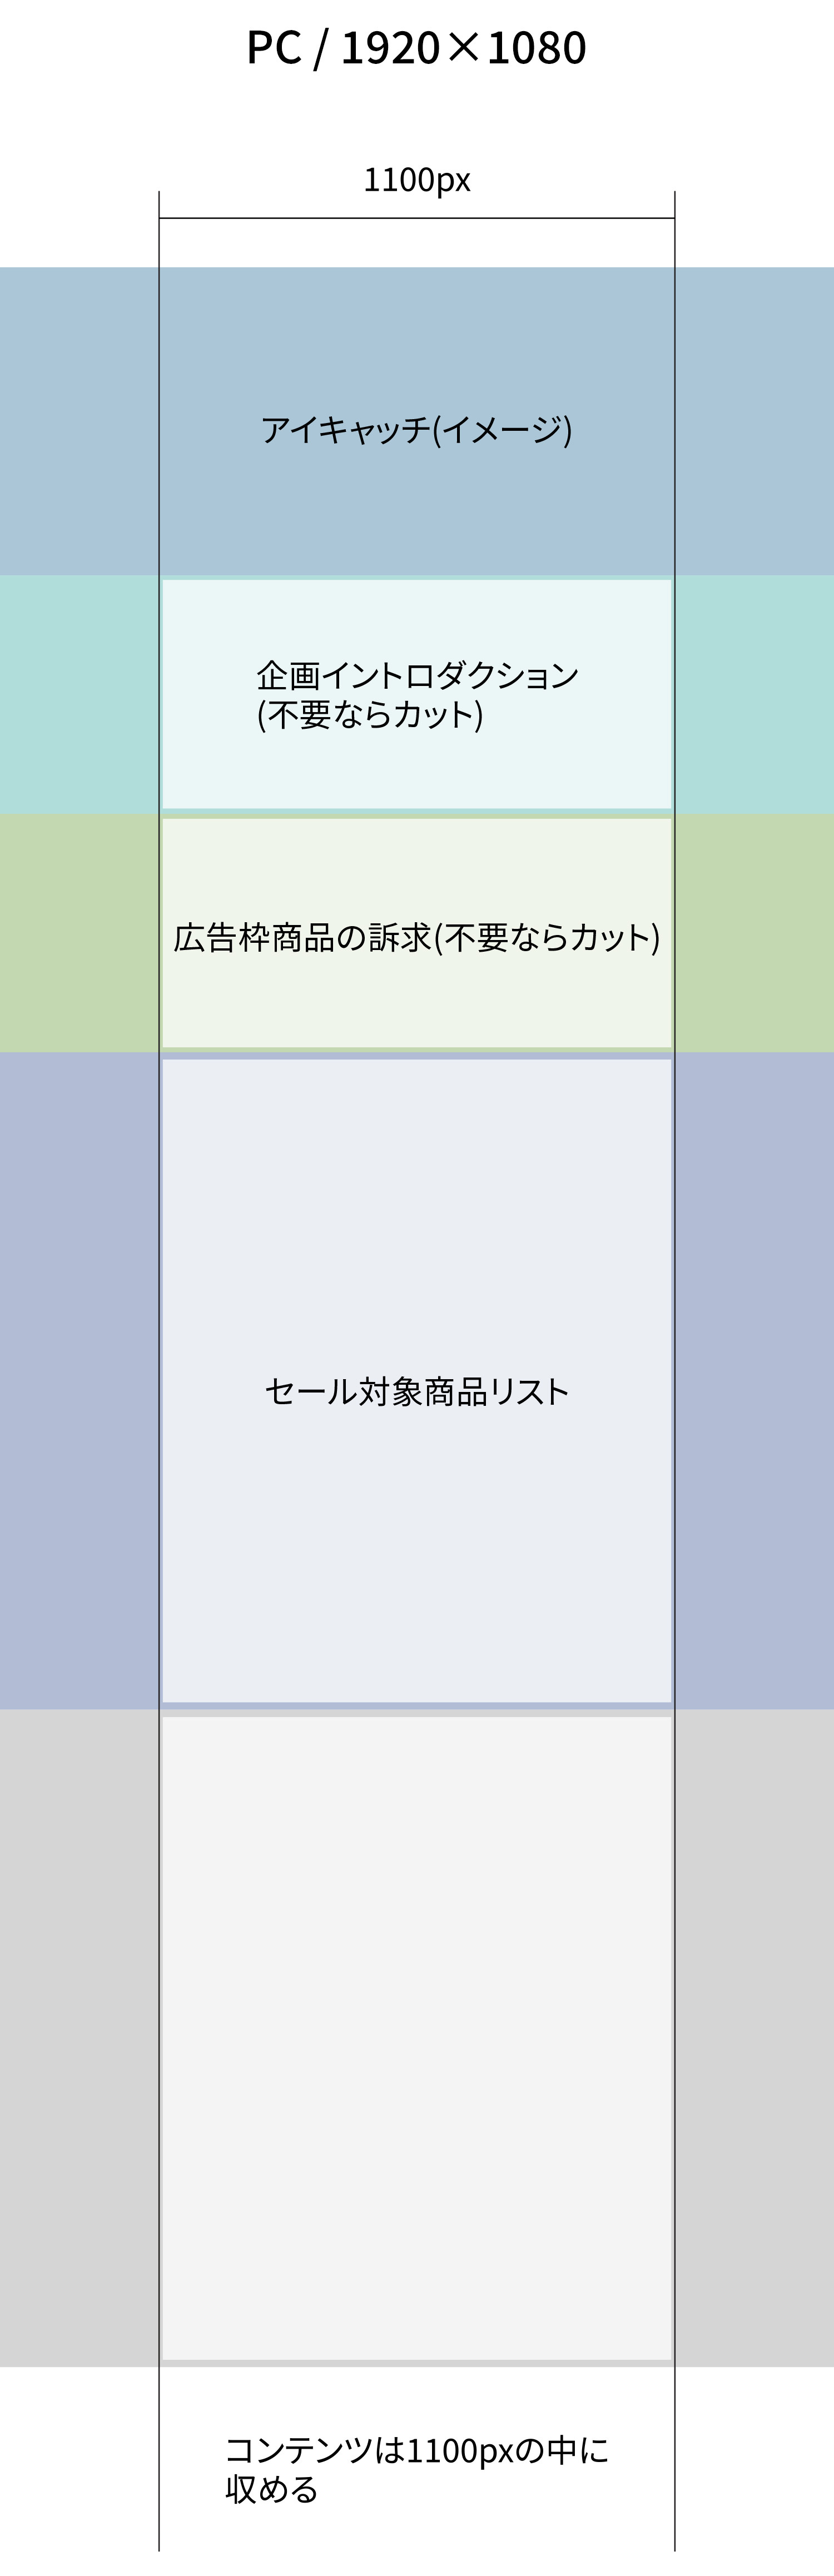 PC / 1920×1080
1100px
アイキャッチ(イメージ)
企画イントロダクション
(不要ならカット)
広告枠商品の訴求(不要ならカット)
セール対象商品リスト
コンテンツは1100pxの中に
収める